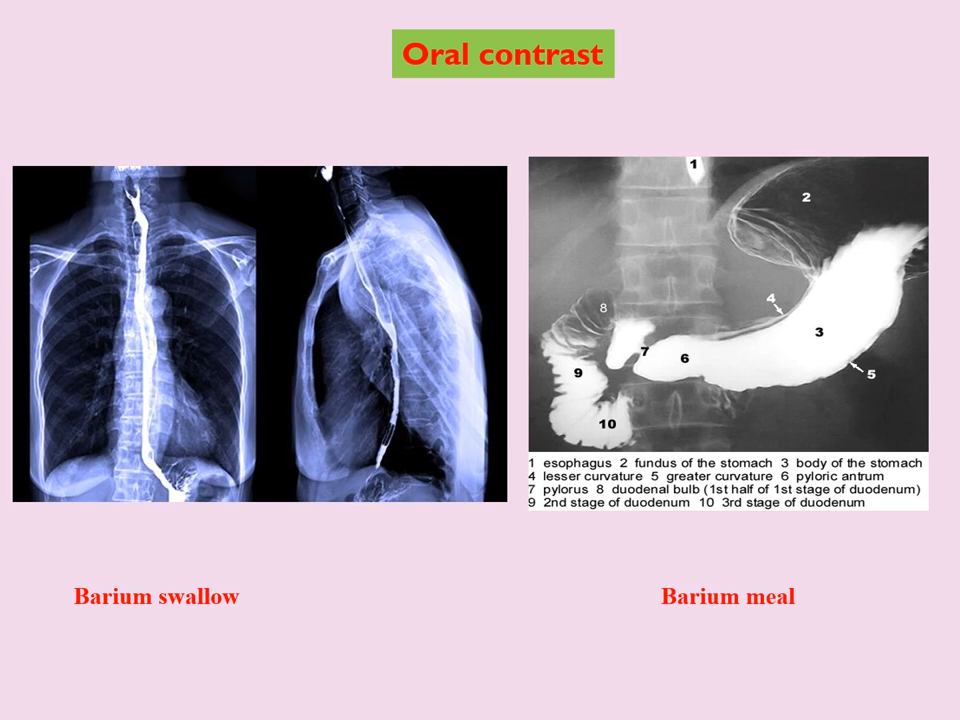 Oral contrast
1
2
8
4
3
7
6
9
5
10
1 esophagus 2 fundus of the stomach 3 body of the stomach
4 lesser curvature 5 greater curvature 6 pyloric antrum
7 pylorus 8 duodenal bulb (1st half of 1st stage of duodenum)
9 2nd stage of duodenum 10 3rd stage of duodenum
Barium swallow
Barium meal